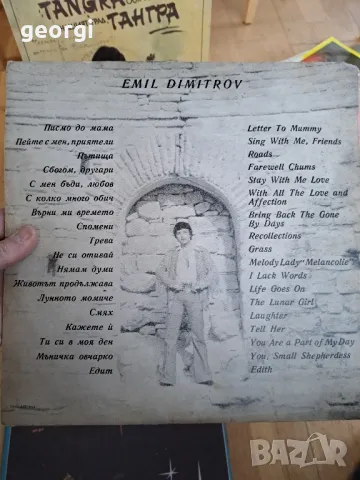 georgi
TANGRA
ТАНГРА
EMIL DIMITROV
Писмо до мама
Пейте с мен, приятели
Пътища
Сбогом, другари
С мен бъди, любов
С колко много обич
Върни ми времето
Спомени
Трева
Не си отивай
Нямам думи
Животът продължава
Лунното момиче
Смях
Кажете ѝ
Ти си в моя ден
Мъничка овчарко
Едит
Letter To Mummy
Sing With Me, Friends
Roads
Farewell Chums
Stay With Me Love
With All The Love and
Affection
Bring Back The Gone
By Days
Recollections
Grass
Melody Lady "Melancolie"
I Lack Words
Life Goes On
The Lunar Girl
Laughter
Tell Her
You Are a Part of My Day
You, Small Shepherdess
Edith
BAZAR